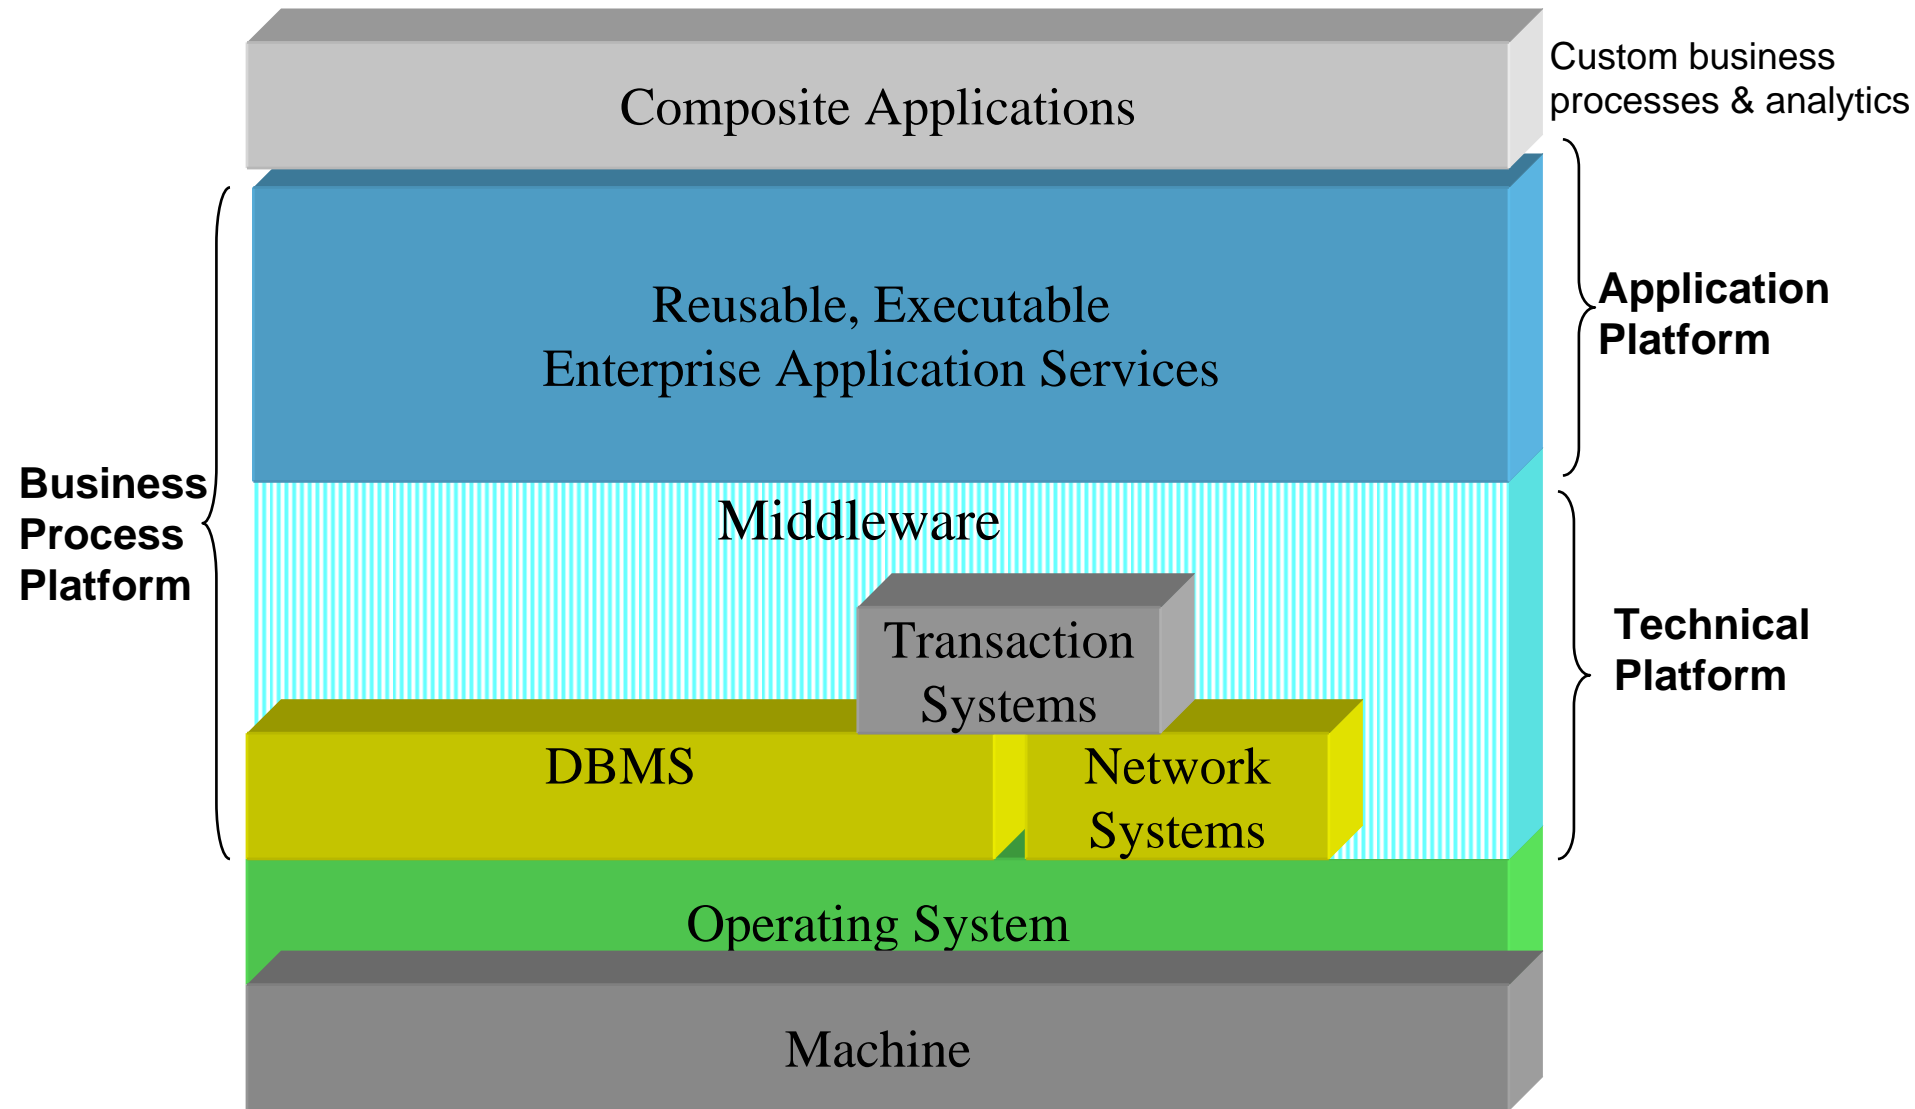 Composite Applications
Custom business
processes & analytics
Reusable, Executable
Enterprise Application Services
Application
Platform
Business
Process
Platform
Middleware
Transaction
Systems
Technical
Platform
DBMS
Network
Systems
Operating System
Machine